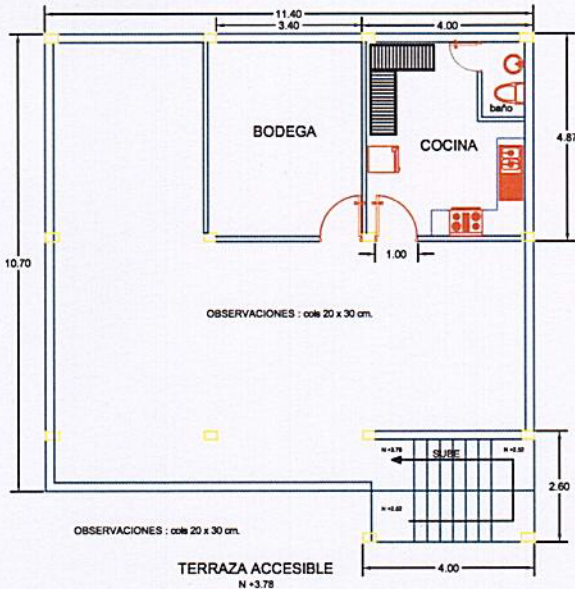 11.40
3.40
4.00
baño
BODEGA
COCINA
4.87
10.70
1.00
OBSERVACIONES : cols 20 x 30 cm.
SUBE
2.60
OBSERVACIONES : cols 20 x 30 cm.
TERRAZA ACCESIBLE
N +3.78
4.00